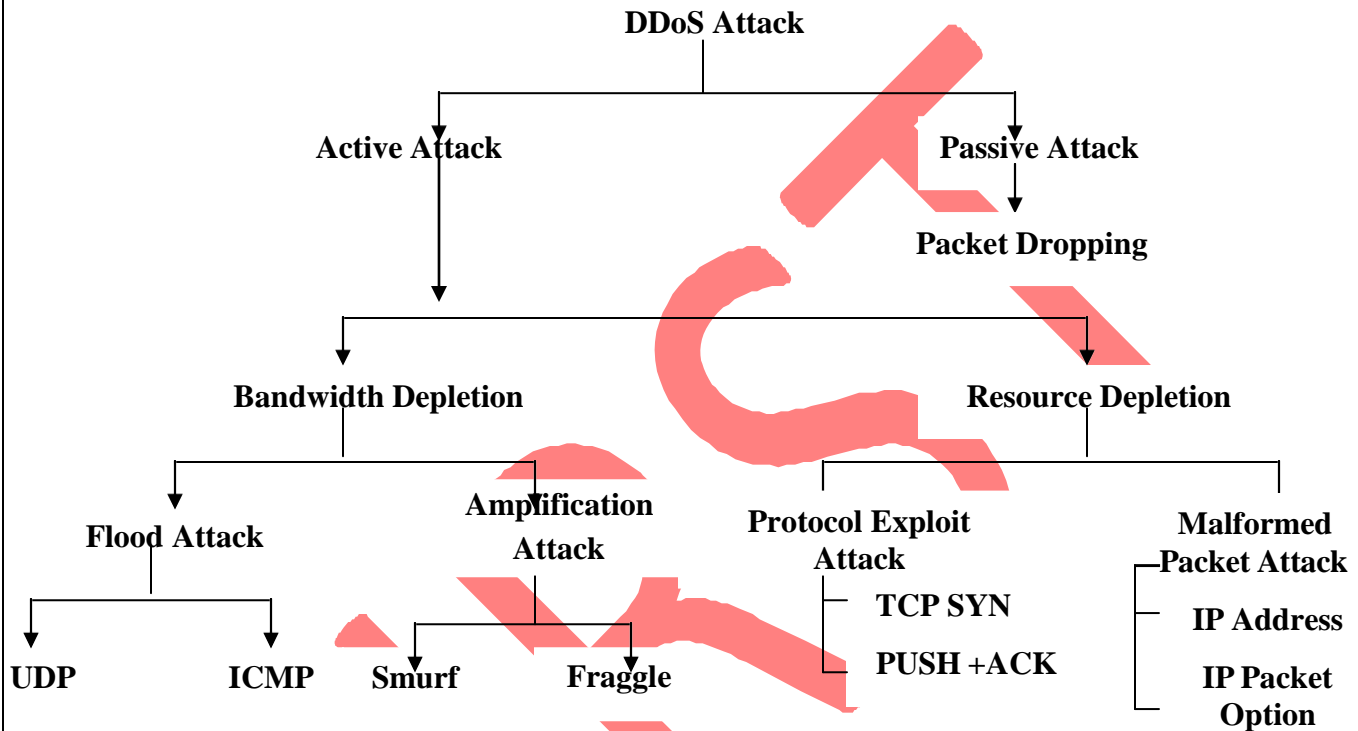 DDoS Attack
Active Attack
Passive Attack
Packet Dropping
Bandwidth Depletion
Resource Depletion
Flood Attack
Amplification
Attack
Protocol Exploit
Attack
Malformed
Packet Attack
UDP
ICMP
Smurf
Fraggle
TCP SYN
PUSH +ACK
IP Address
IP Packet
Option